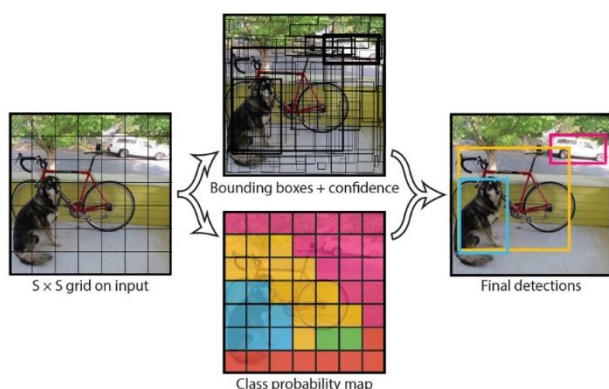 Bounding boxes + confidence
S × S grid on input
Final detections
Class probability map